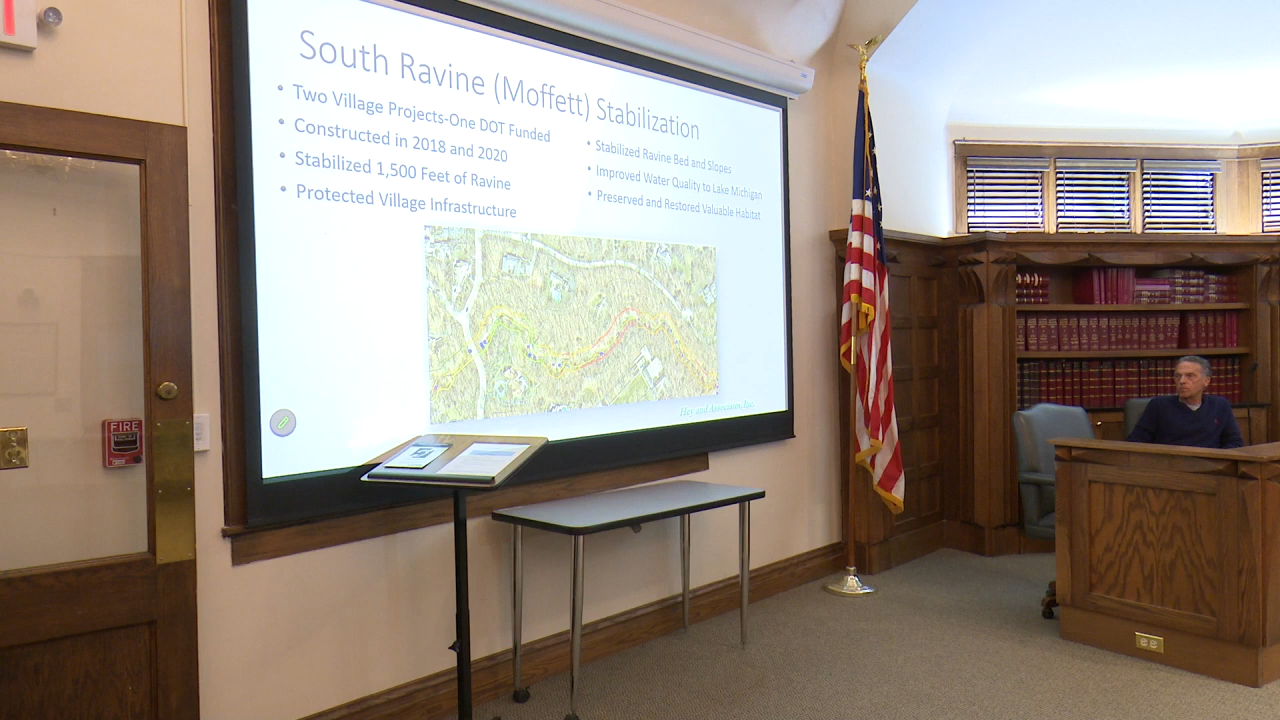 South Ravine (Moffett) Stabilization
• Two Village Projects-One DOT Funded
• Constructed in 2018 and 2020
• Stabilized 1,500 Feet of Ravine
• Protected Village Infrastructure
• Stabilized Ravine Bed and Slopes
• Improved Water Quality to Lake Michigan
• Preserved and Restored Valuable Habitat
Hey and Associates, Inc.
FIRE